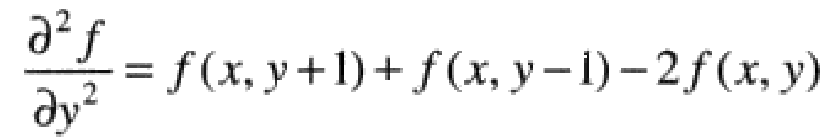 ∂²f/∂y² = f(x, y+1) + f(x, y−1) − 2f(x, y)